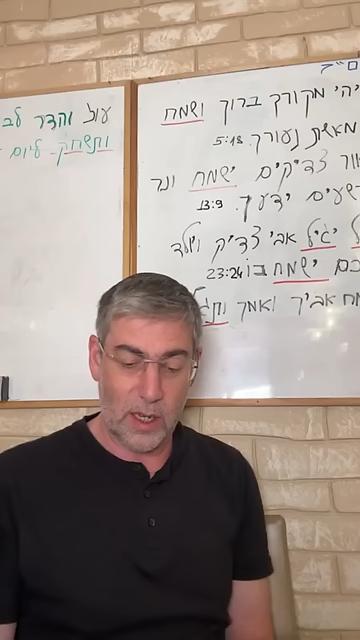 ם"ק
יהי מקורך ברוך ושמח
מאשת נעורך. 5:18
אור צדיקים ישמח ונר
רשעים ידעך. 13:9
יגיל אבי צדיק ויולד
חכם ישמח בו 23:24
ישמח אביך ואמך ותגל
עוז והדר לב
ותשחק ליום